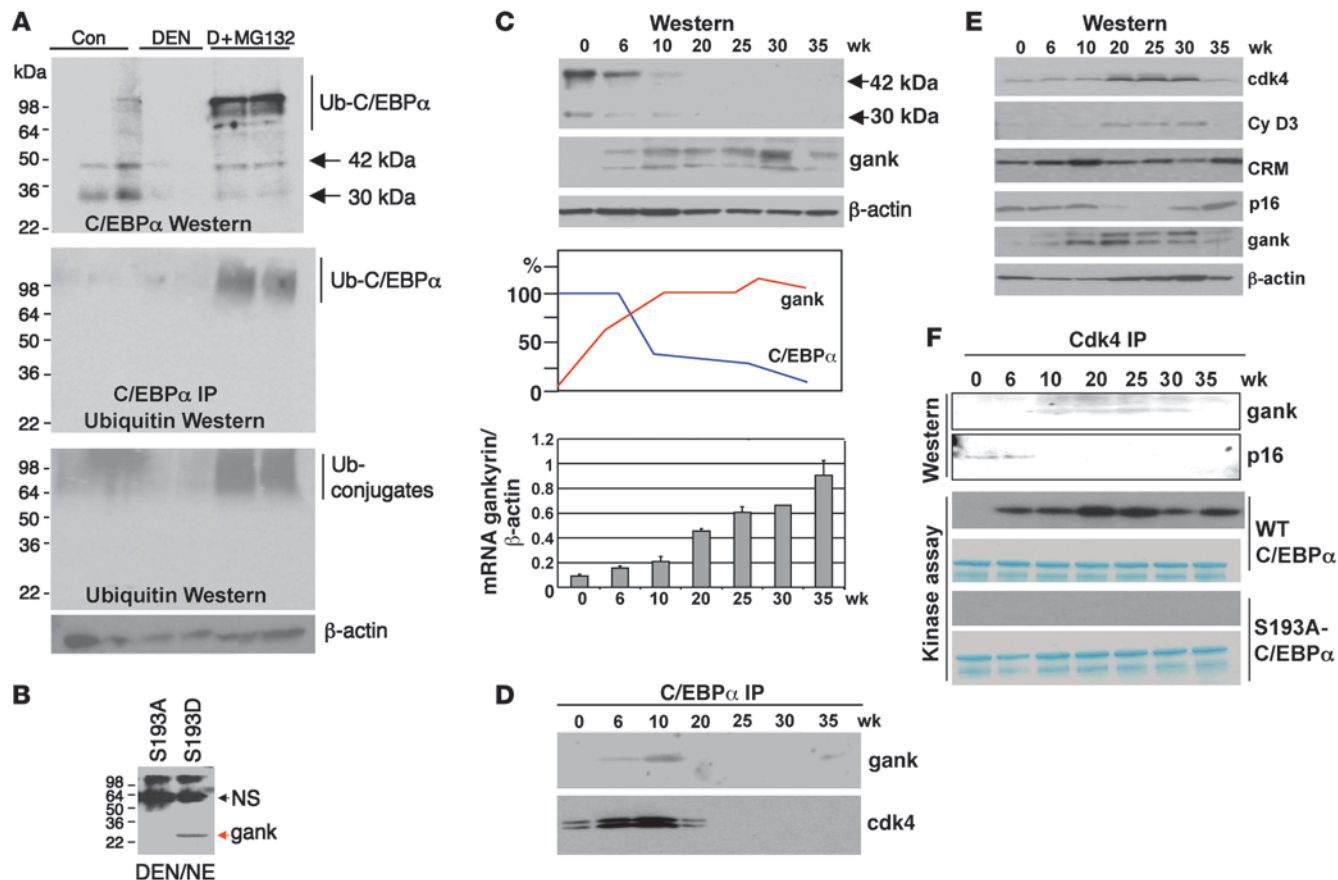 A
Con DEN D+MG132
kDa
98
64
50
36
22
Ub-C/EBPα
42 kDa
30 kDa
C/EBPα Western
98
50
36
22
Ub-C/EBPα
C/EBPα IP
Ubiquitin Western
98
64
50
36
22
Ub-
conjugates
Ubiquitin Western
β-actin
B
S193A
S193D
98
64
50
36
22
NS
gank
DEN/NE
C
Western
0 6 10 20 25 30 35 wk
42 kDa
30 kDa
gank
β-actin
%
100
50
0
gank
C/EBPα
mRNA gankyrin/
β-actin
1.2
1
0.8
0.6
0.4
0.2
0 6 10 20 25 30 35 wk
D
C/EBPα IP
0 6 10 20 25 30 35 wk
gank
cdk4
E
Western
0 6 10 20 25 30 35 wk
cdk4
Cy D3
CRM
p16
gank
β-actin
F
Cdk4 IP
0 6 10 20 25 30 35 wk
Western
gank
p16
Kinase assay
WT
C/EBPα
S193A-
C/EBPα